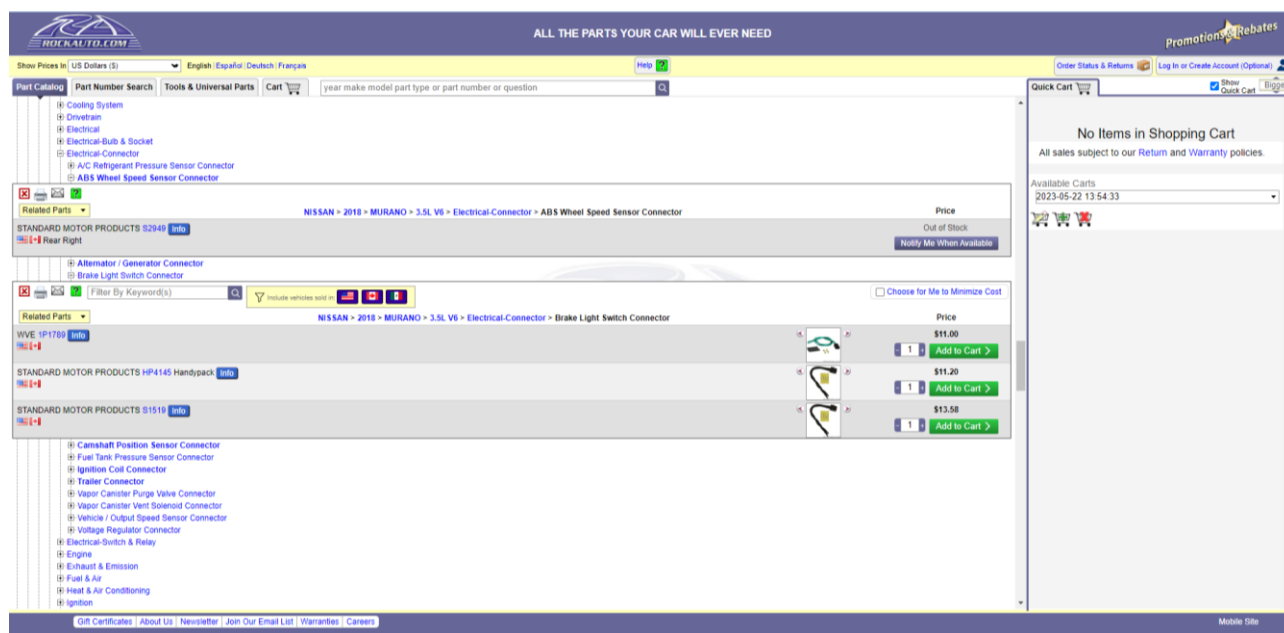 ROCKAUTO.COM
ALL THE PARTS YOUR CAR WILL EVER NEED
Promotions & Rebates
Show Prices In US Dollars ($) English Español Deutsch Français
Help ?
Order Status & Returns
Log In or Create Account (Optional)
Part Catalog Part Number Search Tools & Universal Parts Cart
year make model part type or part number or question
Quick Cart
Show Quick Cart
Cooling System
Drivetrain
Electrical
Electrical-Bulb & Socket
Electrical-Connector
A/C Refrigerant Pressure Sensor Connector
ABS Wheel Speed Sensor Connector
Related Parts
NISSAN > 2018 > MURANO > 3.5L V6 > Electrical-Connector > ABS Wheel Speed Sensor Connector
Price
STANDARD MOTOR PRODUCTS S2949 Info
Rear Right
Out of Stock
Notify Me When Available
Alternator / Generator Connector
Brake Light Switch Connector
Filter By Keyword(s)
Include vehicles sold in:
Choose for Me to Minimize Cost
Related Parts
NISSAN > 2018 > MURANO > 3.5L V6 > Electrical-Connector > Brake Light Switch Connector
Price
WVE 1P1789 Info
$11.00
1 Add to Cart
STANDARD MOTOR PRODUCTS HP4145 Handypack Info
$11.20
1 Add to Cart
STANDARD MOTOR PRODUCTS S1519 Info
$13.58
1 Add to Cart
Camshaft Position Sensor Connector
Fuel Tank Pressure Sensor Connector
Ignition Coil Connector
Trailer Connector
Vapor Canister Purge Valve Connector
Vapor Canister Vent Solenoid Connector
Vehicle / Output Speed Sensor Connector
Voltage Regulator Connector
Electrical-Switch & Relay
Engine
Exhaust & Emission
Fuel & Air
Heat & Air Conditioning
Ignition
No Items in Shopping Cart
All sales subject to our Return and Warranty policies.
Available Carts
2023-05-22 13:54:33
Gift Certificates About Us Newsletter Join Our Email List Warranties Careers
Mobile Site